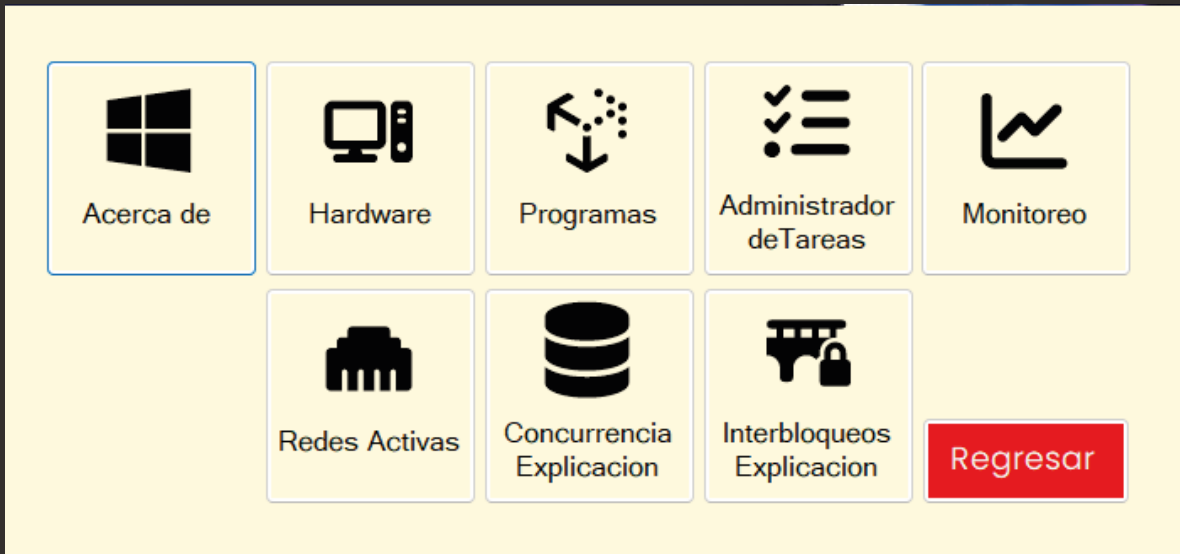 Acerca de
Hardware
Programas
Administrador
deTareas
Monitoreo
Redes Activas
Concurrencia
Explicacion
Interbloqueos
Explicacion
Regresar